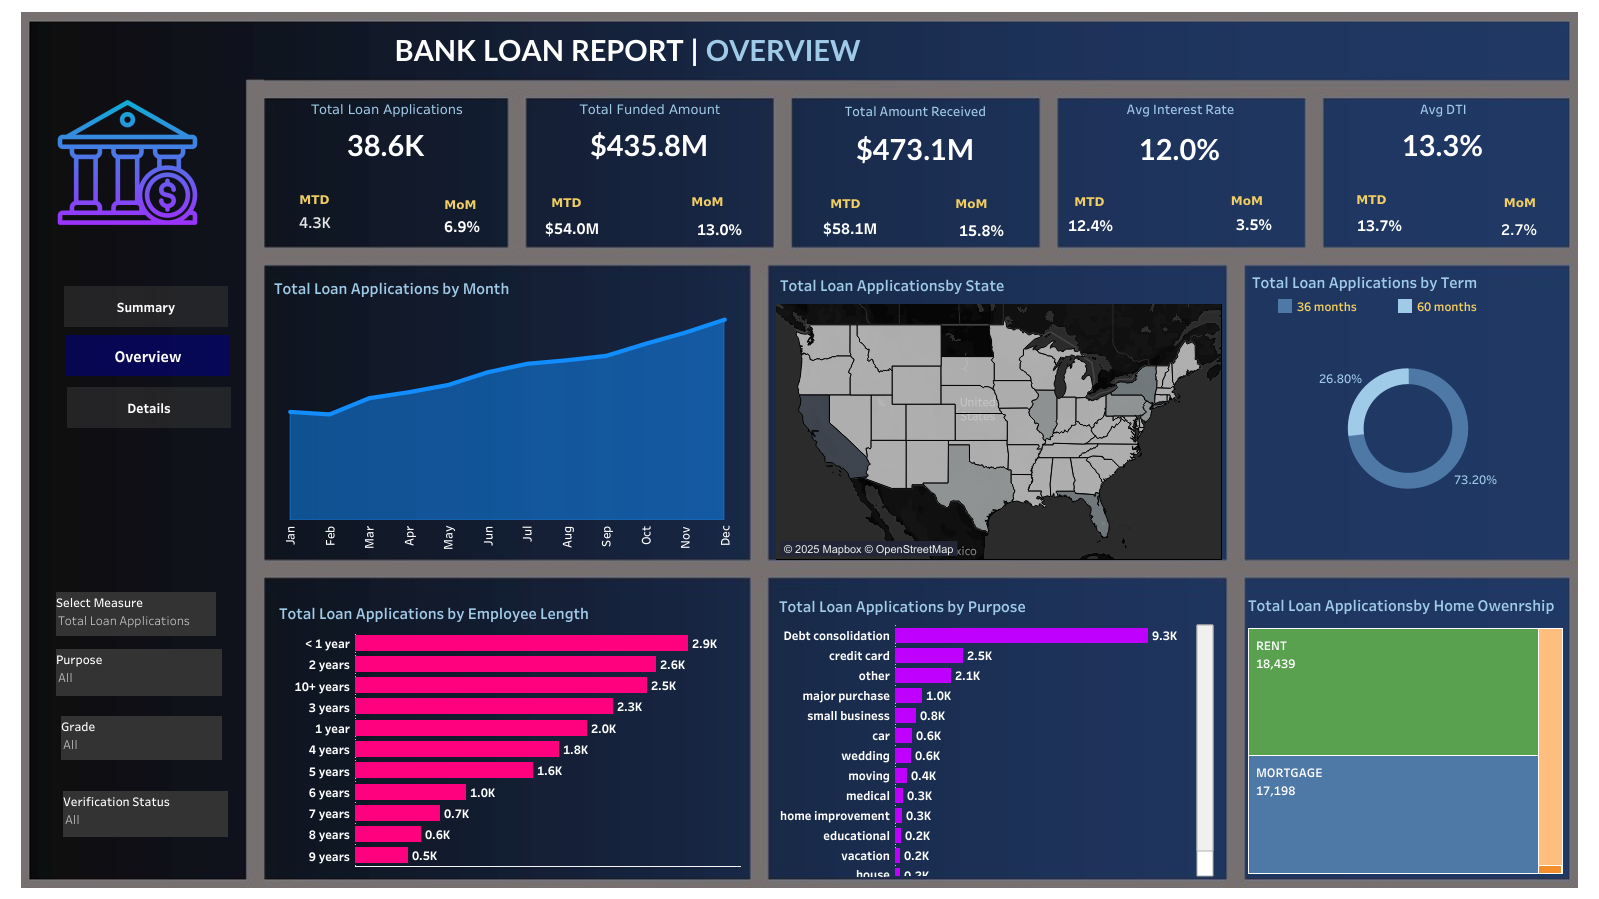 BANK LOAN REPORT | OVERVIEW
Total Loan Applications
38.6K
MTD
MoM
4.3K
6.9%
Total Funded Amount
$435.8M
MTD
MoM
$54.0M
13.0%
Total Amount Received
$473.1M
MTD
MoM
$58.1M
15.8%
Avg Interest Rate
12.0%
MTD
MoM
12.4%
3.5%
Avg DTI
13.3%
MTD
MoM
13.7%
2.7%
Summary
Overview
Details
Select Measure
Total Loan Applications
Purpose
All
Grade
All
Verification Status
All
Total Loan Applications by Month
Jan
Feb
Mar
Apr
May
Jun
Jul
Aug
Sep
Oct
Nov
Dec
Total Loan Applicationsby State
United
States
© 2025 Mapbox © OpenStreetMap
xico
Total Loan Applications by Term
36 months
60 months
26.80%
73.20%
Total Loan Applications by Employee Length
< 1 year 2.9K
2 years 2.6K
10+ years 2.5K
3 years 2.3K
1 year 2.0K
4 years 1.8K
5 years 1.6K
6 years 1.0K
7 years 0.7K
8 years 0.6K
9 years 0.5K
Total Loan Applications by Purpose
Debt consolidation 9.3K
credit card 2.5K
other 2.1K
major purchase 1.0K
small business 0.8K
car 0.6K
wedding 0.6K
moving 0.4K
medical 0.3K
home improvement 0.3K
educational 0.2K
vacation 0.2K
house 0.2K
Total Loan Applicationsby Home Owenrship
RENT
18,439
MORTGAGE
17,198